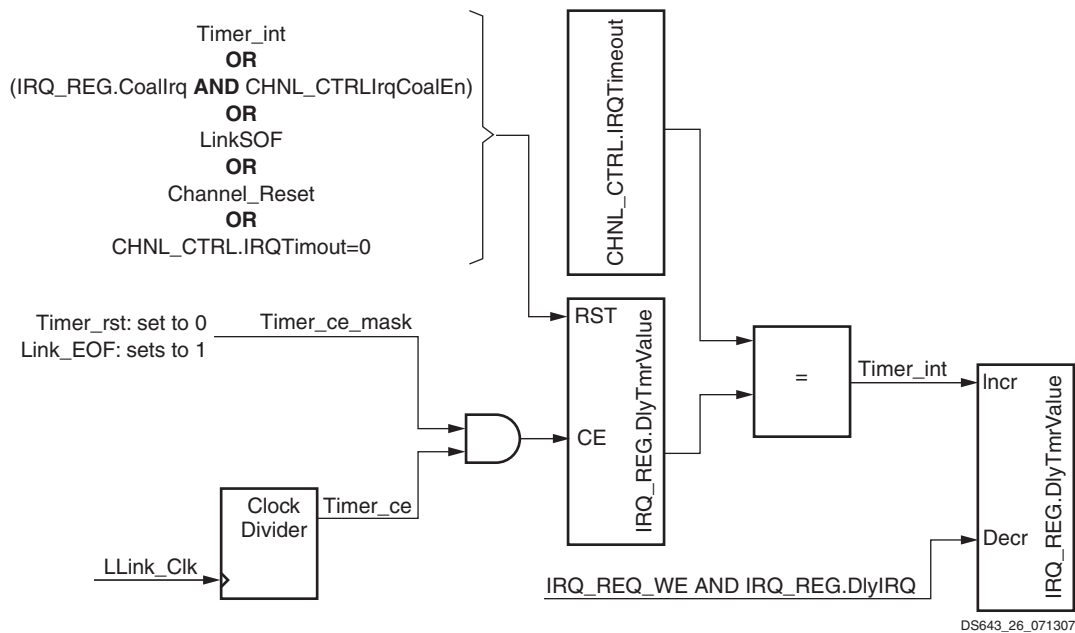 Timer_int
OR
(IRQ_REG.CoalIrq AND CHNL_CTRLIrqCoalEn)
OR
LinkSOF
OR
Channel_Reset
OR
CHNL_CTRL.IRQTimout=0
CHNL_CTRL.IRQTimeout
Timer_rst: set to 0
Link_EOF: sets to 1
Timer_ce_mask
RST
CE
IRQ_REG.DlyTmrValue
=
Timer_int
Incr
Decr
IRQ_REG.DlyTmrValue
Clock
Divider
Timer_ce
LLink_Clk
IRQ_REQ_WE AND IRQ_REG.DlyIRQ
DS643_26_071307